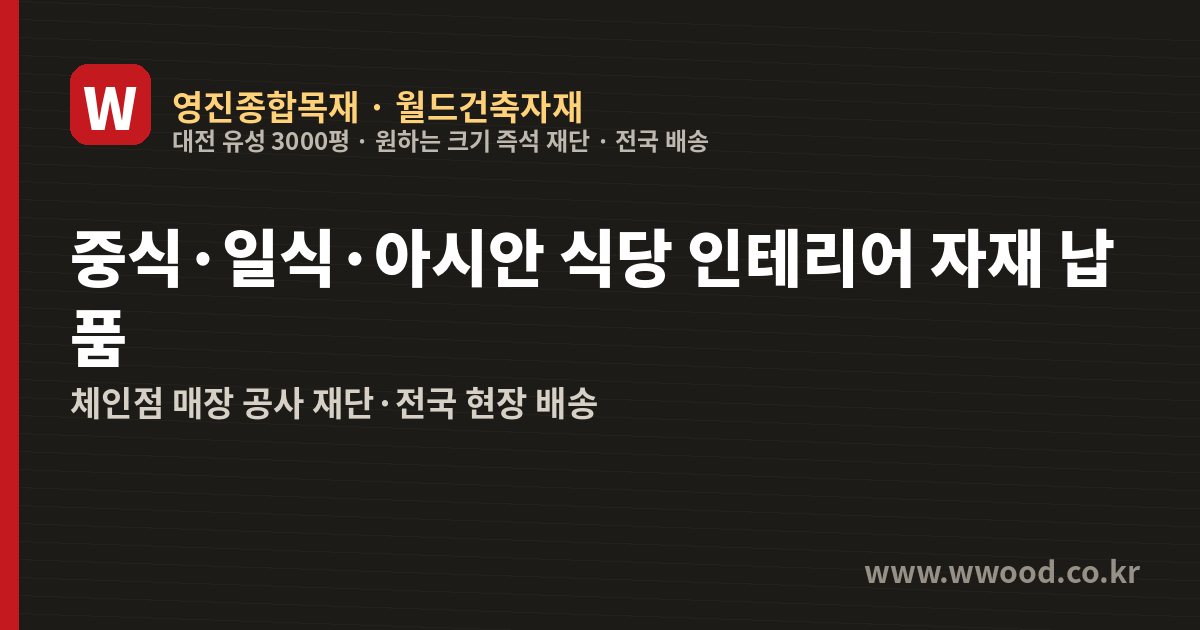 W
영진종합목재 · 월드건축자재
대전 유성 3000평 · 원하는 크기 즉석 재단 · 전국 배송
중식·일식·아시안 식당 인테리어 자재 납
품
체인점 매장 공사 재단·전국 현장 배송
www.wwood.co.kr